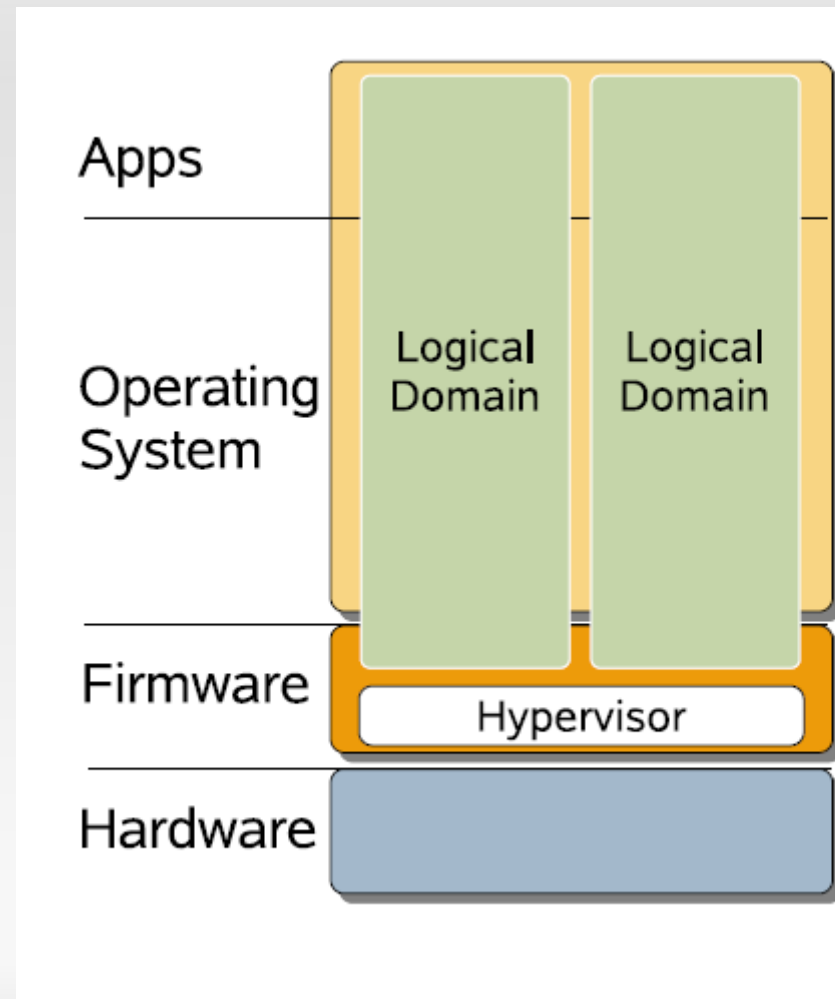 Apps
Logical
Domain
Logical
Domain
Operating
System
Firmware
Hypervisor
Hardware